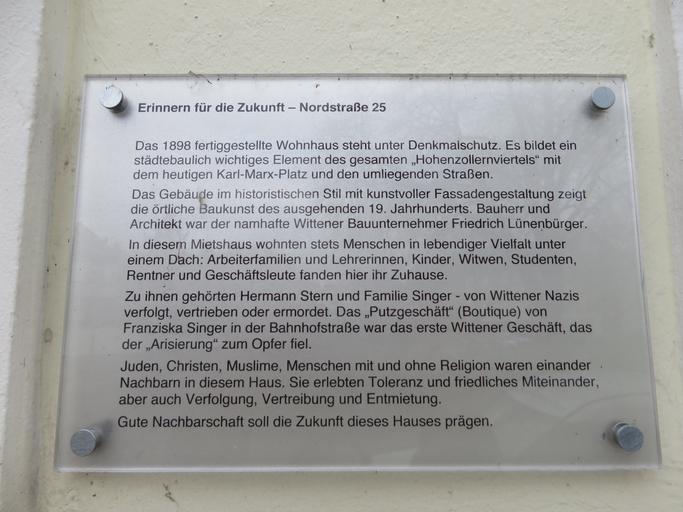 Erinnern für die Zukunft – Nordstraße 25
Das 1898 fertiggestellte Wohnhaus steht unter Denkmalschutz. Es bildet ein
städtebaulich wichtiges Element des gesamten „Hohenzollernviertels“ mit
dem heutigen Karl-Marx-Platz und den umliegenden Straßen.
Das Gebäude im historistischen Stil mit kunstvoller Fassadengestaltung zeigt
die örtliche Baukunst des ausgehenden 19. Jahrhunderts. Bauherr und
Architekt war der namhafte Wittener Bauunternehmer Friedrich Lünenbürger.
In diesem Mietshaus wohnten stets Menschen in lebendiger Vielfalt unter
einem Dach: Arbeiterfamilien und Lehrerinnen, Kinder, Witwen, Studenten,
Rentner und Geschäftsleute fanden hier ihr Zuhause.
Zu ihnen gehörten Hermann Stern und Familie Singer - von Wittener Nazis
verfolgt, vertrieben oder ermordet. Das „Putzgeschäft“ (Boutique) von
Franziska Singer in der Bahnhofstraße war das erste Wittener Geschäft, das
der „Arisierung“ zum Opfer fiel.
Juden, Christen, Muslime, Menschen mit und ohne Religion waren einander
Nachbarn in diesem Haus. Sie erlebten Toleranz und friedliches Miteinander,
aber auch Verfolgung, Vertreibung und Entmietung.
Gute Nachbarschaft soll die Zukunft dieses Hauses prägen.